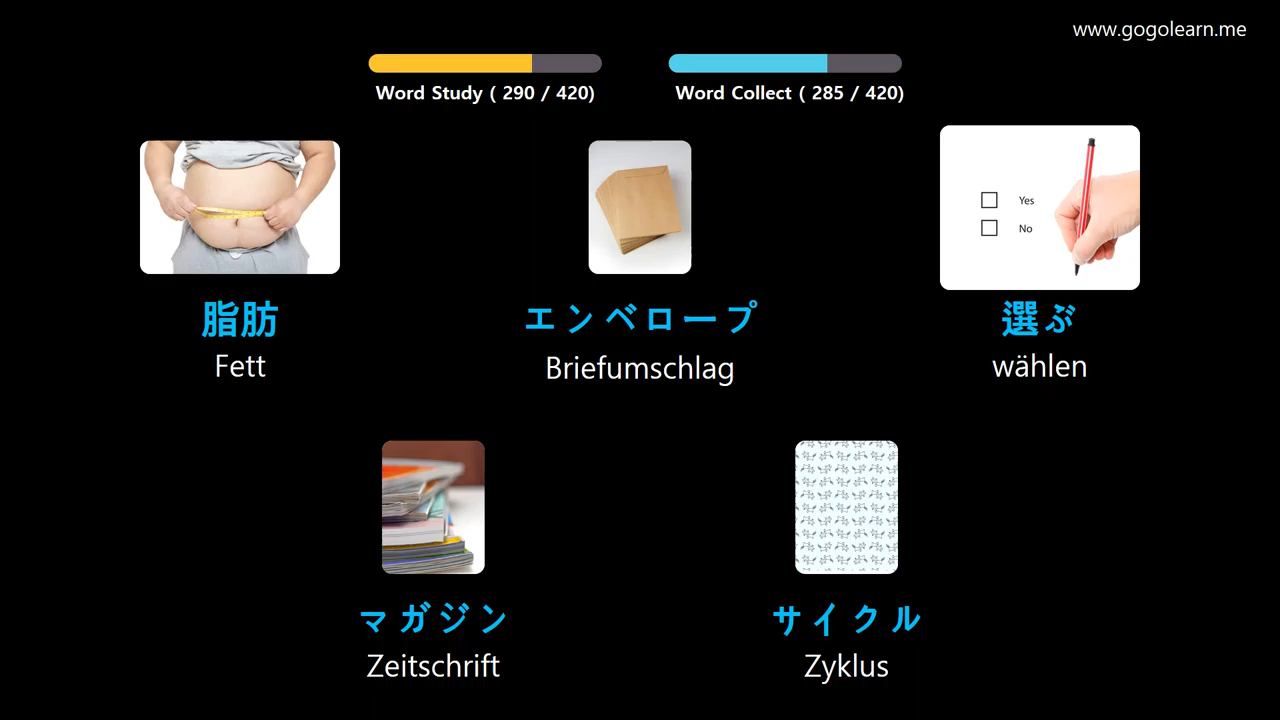 www.gogolearn.me
Word Study ( 290 / 420)
Word Collect ( 285 / 420)
Yes
No
脂肪
エンベロープ
選ぶ
Fett
Briefumschlag
wählen
マガジン
サイクル
Zeitschrift
Zyklus